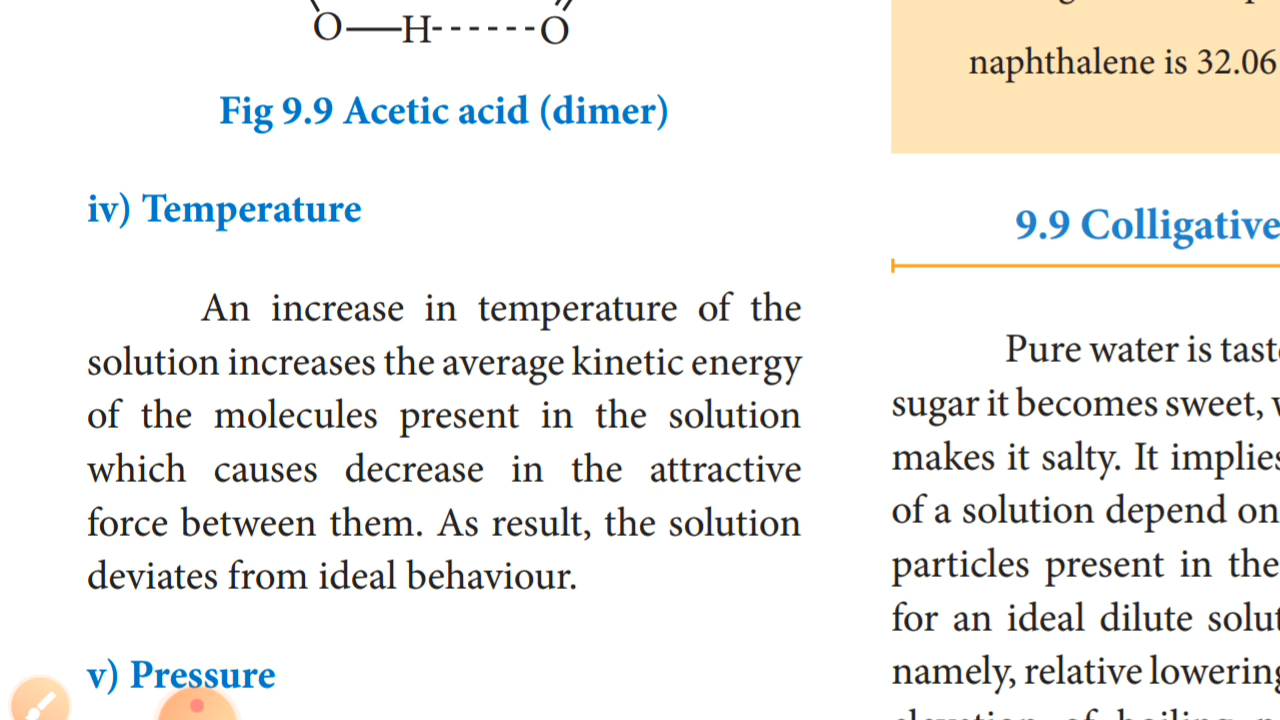 O—H------O
Fig 9.9 Acetic acid (dimer)
iv) Temperature
An increase in temperature of the
solution increases the average kinetic energy
of the molecules present in the solution
which causes decrease in the attractive
force between them. As result, the solution
deviates from ideal behaviour.
v) Pressure
naphthalene is 32.06
9.9 Colligative
Pure water is
sugar it becomes sweet,
makes it salty. It
of a solution depend on
particles present in the
for an ideal dilute
namely, relative